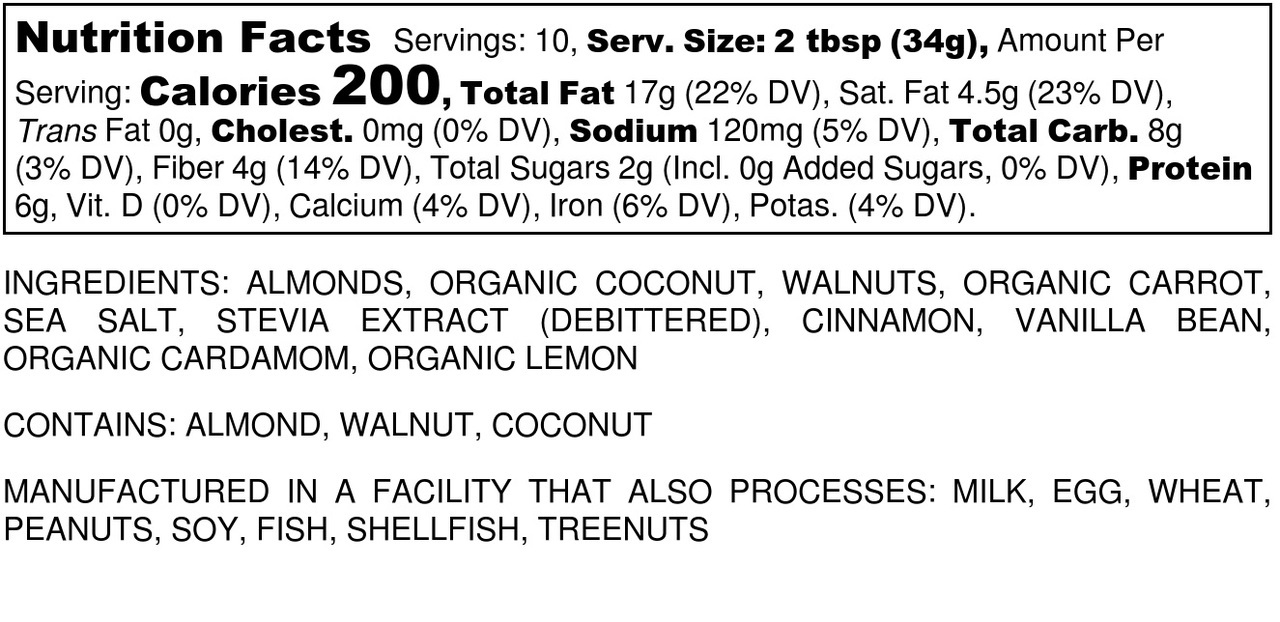 Nutrition Facts Servings: 10, Serv. Size: 2 tbsp (34g), Amount Per
Serving: Calories 200, Total Fat 17g (22% DV), Sat. Fat 4.5g (23% DV),
Trans Fat 0g, Cholest. 0mg (0% DV), Sodium 120mg (5% DV), Total Carb. 8g
(3% DV), Fiber 4g (14% DV), Total Sugars 2g (Incl. 0g Added Sugars, 0% DV), Protein
6g, Vit. D (0% DV), Calcium (4% DV), Iron (6% DV), Potas. (4% DV).
INGREDIENTS: ALMONDS, ORGANIC COCONUT, WALNUTS, ORGANIC CARROT,
SEA SALT, STEVIA EXTRACT (DEBITTERED), CINNAMON, VANILLA BEAN,
ORGANIC CARDAMOM, ORGANIC LEMON
CONTAINS: ALMOND, WALNUT, COCONUT
MANUFACTURED IN A FACILITY THAT ALSO PROCESSES: MILK, EGG, WHEAT,
PEANUTS, SOY, FISH, SHELLFISH, TREENUTS